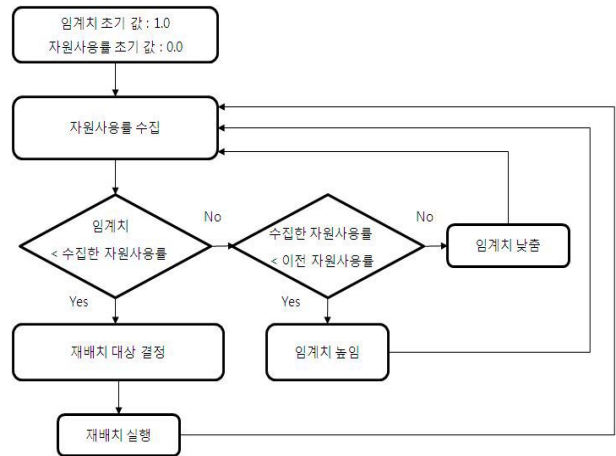 임계치 초기 값 : 1.0
자원사용률 초기 값 : 0.0
자원사용률 수집
임계치
< 수집한 자원사용률
No
수집한 자원사용률
< 이전 자원사용률
No
임계치 낮춤
Yes
Yes
재배치 대상 결정
임계치 높임
재배치 실행